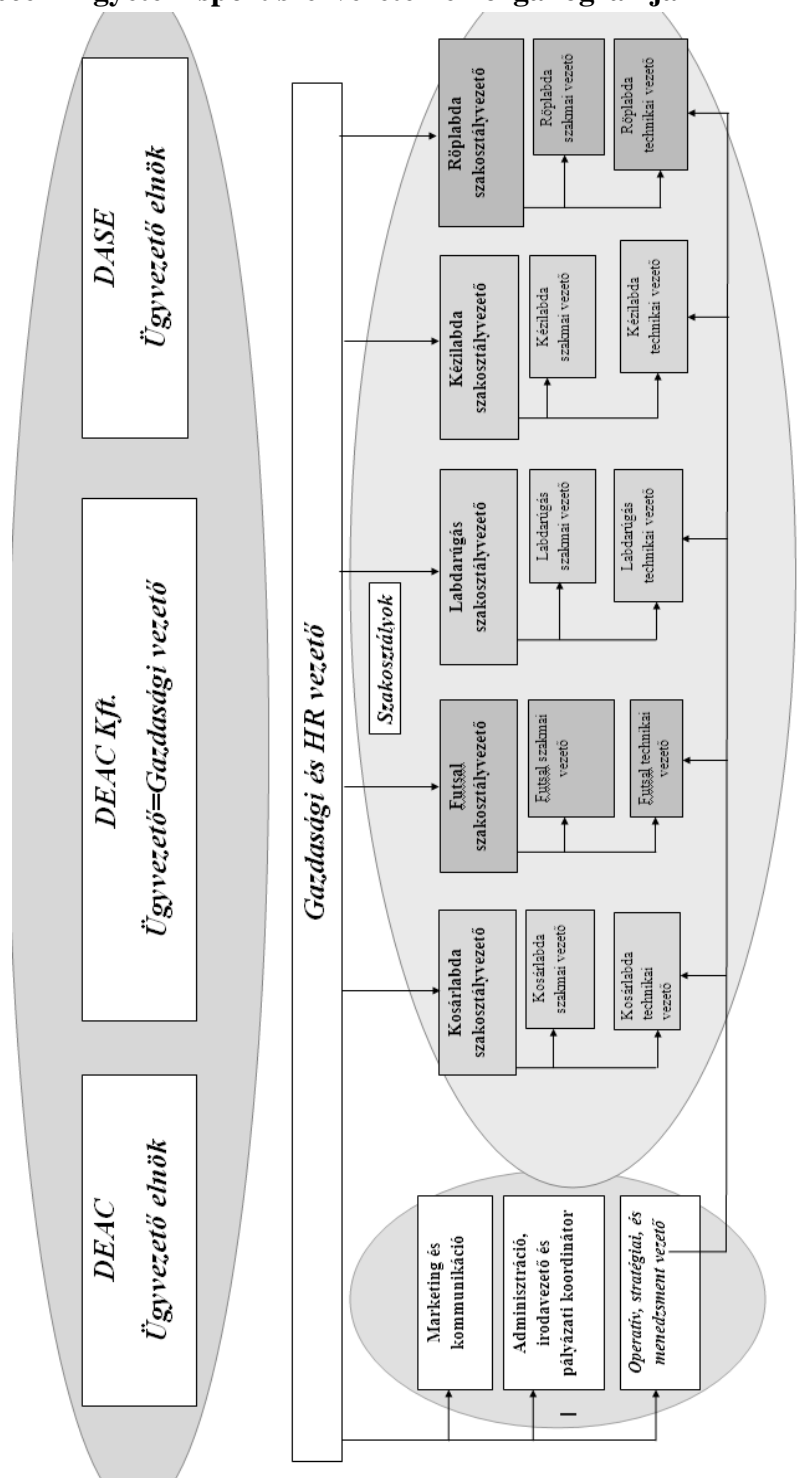 Egyetem organogramja
DEAC
Ügyvezető elnök
DEAC Kft.
Ügyvezető=Gazdasági vezető
DASE
Ügyvezető elnök
Gazdasági és HR vezető
Szakosztályok
Marketing és
kommunikáció
Adminisztráció,
irodavezető és
pályázati koordinátor
Operatív, stratégiai, és
menedzsment vezető
Kosárlabda
szakosztályvezető
Kosárlabda
szakmai vezető
Kosárlabda
technikai
vezető
Futsal
szakosztályvezető
Futsal szakmai
vezető
Futsal technikai
vezető
Labdarúgás
szakosztályvezető
Labdarúgás
szakmai vezető
Labdarúgás
technikai vezető
Kézilabda
szakosztályvezető
Kézilabda
szakmai vezető
Kézilabda
technikai vezető
Röplabda
szakosztályvezető
Röplabda
szakmai vezető
Röplabda
technikai vezető